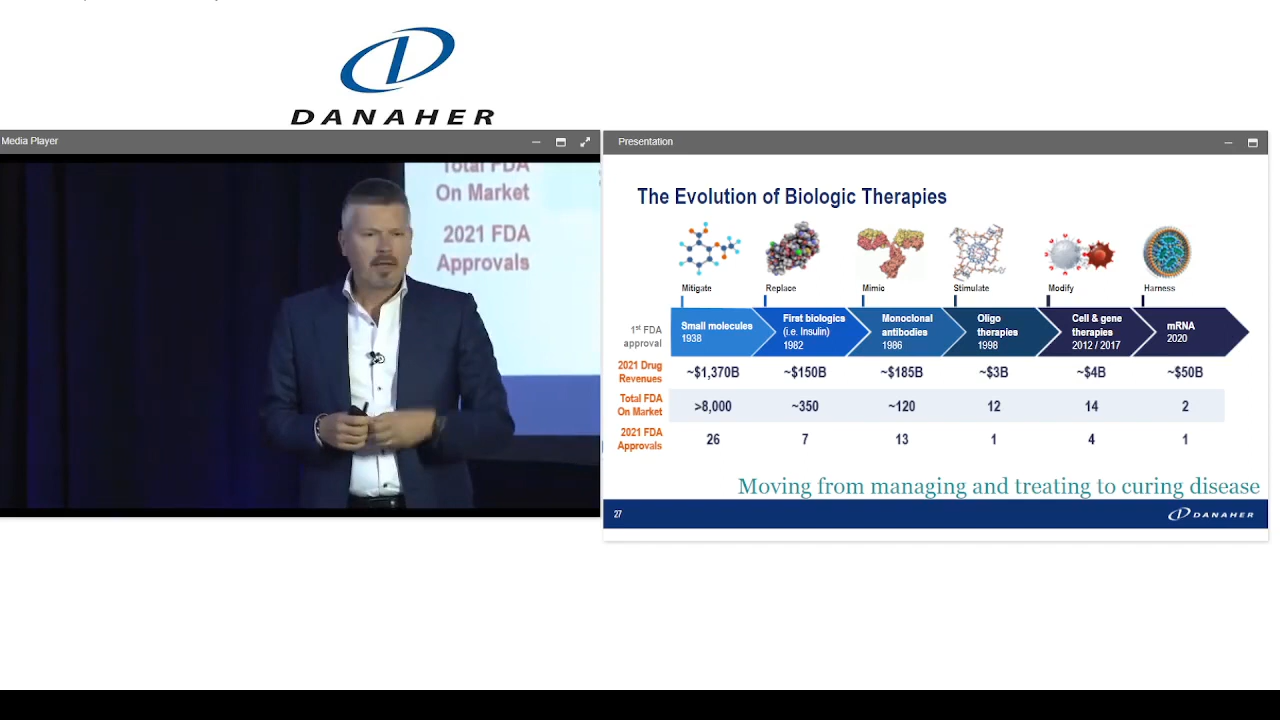 DANAHER
Media Player
Total FDA
On Market
2021 FDA
Approvals
Presentation
The Evolution of Biologic Therapies
Mitigate Replace Mimic Stimulate Modify Harness
1st FDA approval
Small molecules 1938
First biologics (i.e. Insulin) 1982
Monoclonal antibodies 1986
Oligo therapies 1998
Cell & gene therapies 2012 / 2017
mRNA 2020
2021 Drug Revenues ~$1,370B ~$150B ~$185B ~$3B ~$4B ~$50B
Total FDA On Market >8,000 ~350 ~120 12 14 2
2021 FDA Approvals 26 7 13 1 4 1
Moving from managing and treating to curing disease
27 DANAHER